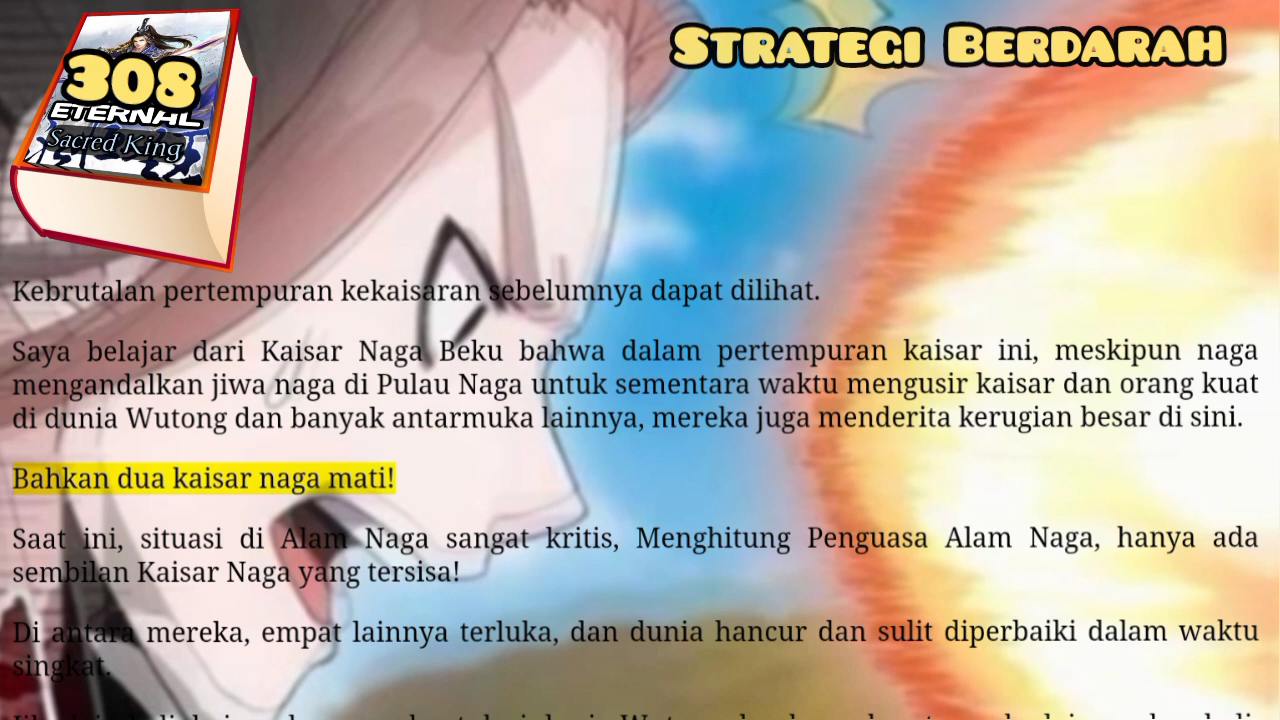 308
ETERNAL
Sacred King
Strategi Berdarah
Kebrutalan pertempuran kekaisaran sebelumnya dapat dilihat.
Saya belajar dari Kaisar Naga Beku bahwa dalam pertempuran kaisar ini, meskipun naga
mengandalkan jiwa naga di Pulau Naga untuk sementara waktu mengusir kaisar dan orang kuat
di dunia Wutong dan banyak antarmuka lainnya, mereka juga menderita kerugian besar di sini.
Bahkan dua kaisar naga mati!
Saat ini, situasi di Alam Naga sangat kritis, Menghitung Penguasa Alam Naga, hanya ada
sembilan Kaisar Naga yang tersisa!
Di antara mereka, empat lainnya terluka, dan dunia hancur dan sulit diperbaiki dalam waktu
singkat.